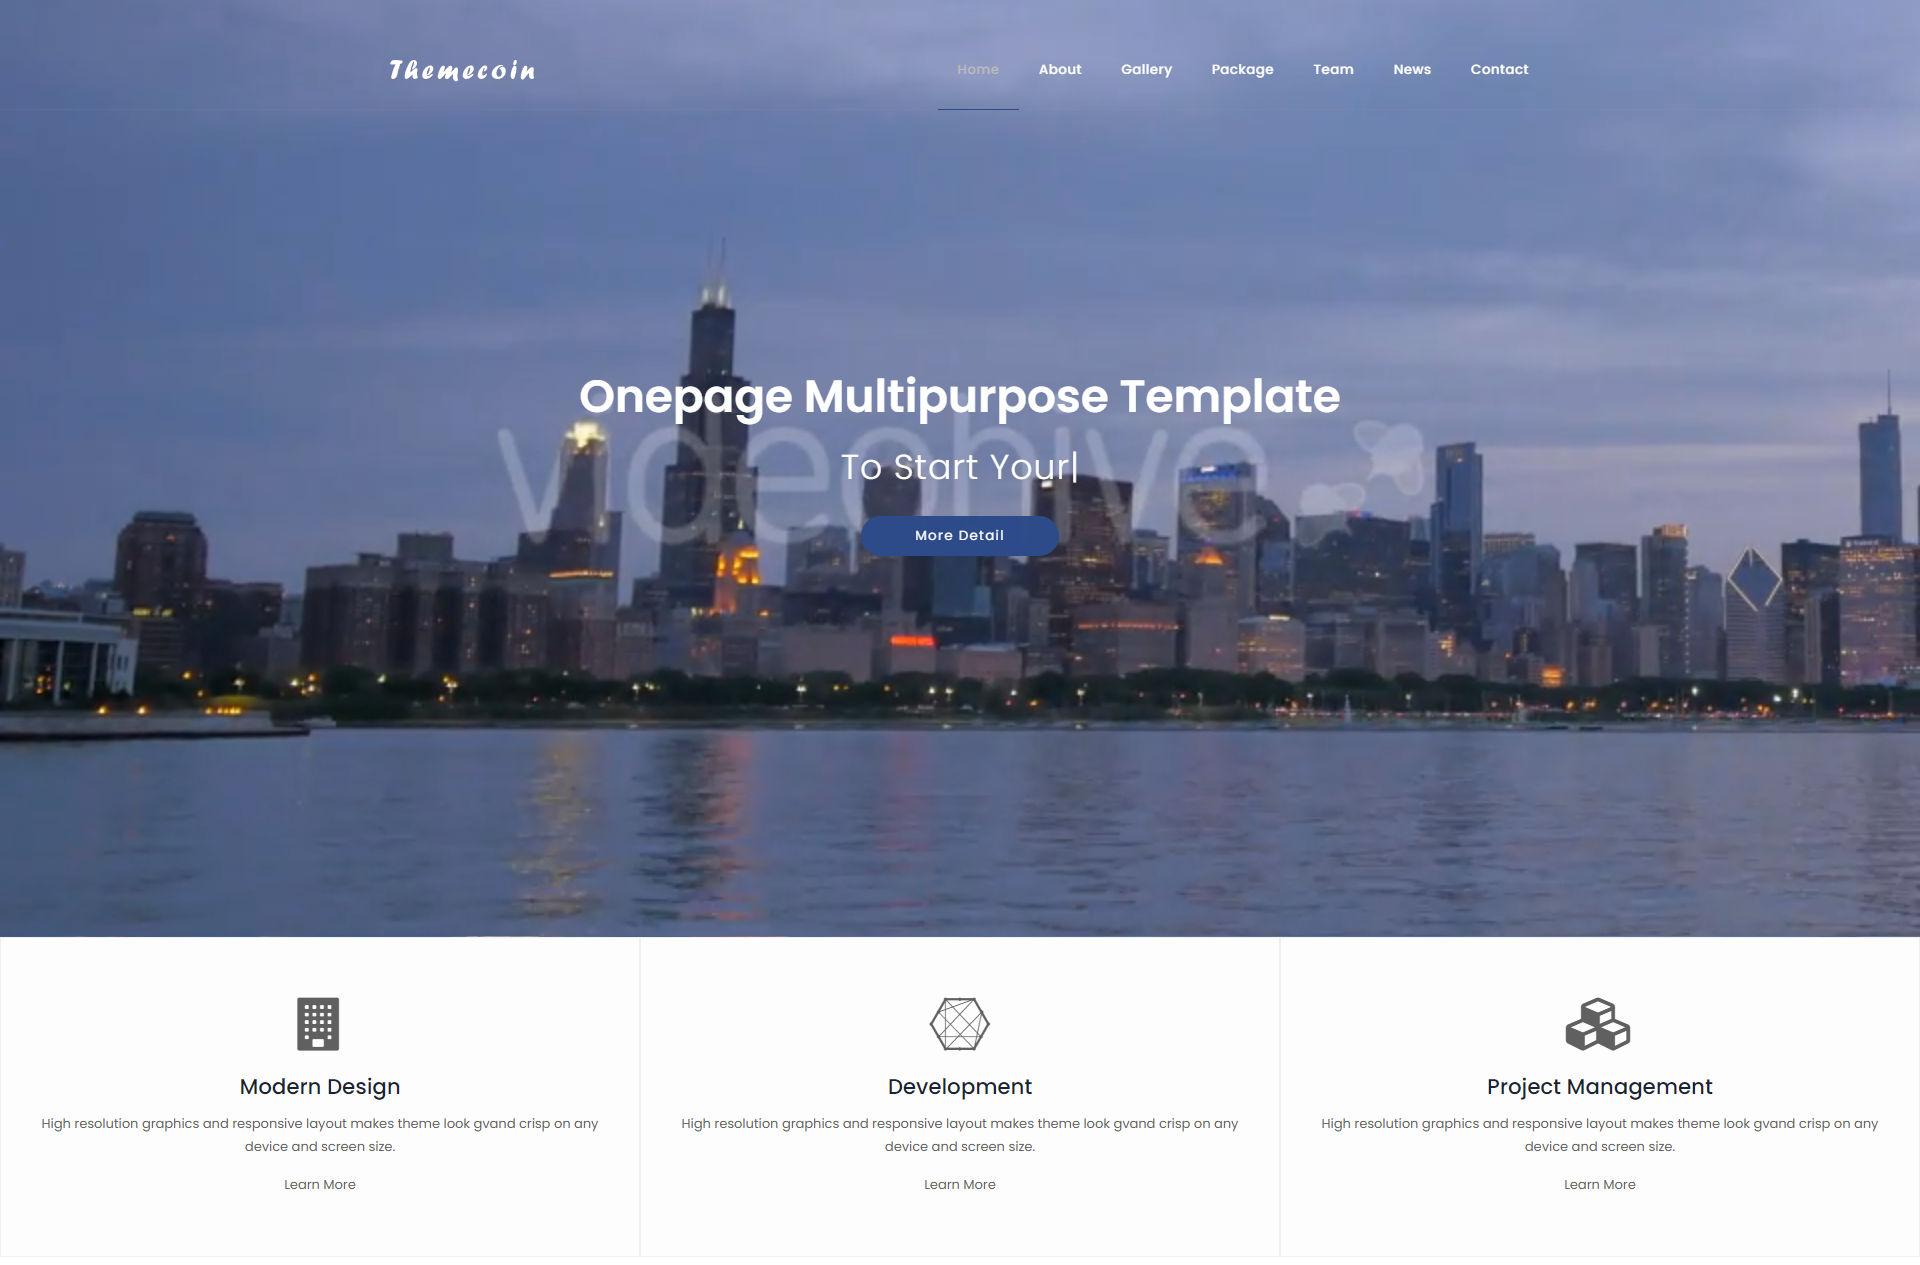 Themecoin
Home About Gallery Package Team News Contact
Onepage Multipurpose Template
videohive
To Start Your|
More Detail
Modern Design
High resolution graphics and responsive layout makes theme look gvand crisp on any
device and screen size.
Learn More
Development
High resolution graphics and responsive layout makes theme look gvand crisp on any
device and screen size.
Learn More
Project Management
High resolution graphics and responsive layout makes theme look gvand crisp on any
device and screen size.
Learn More